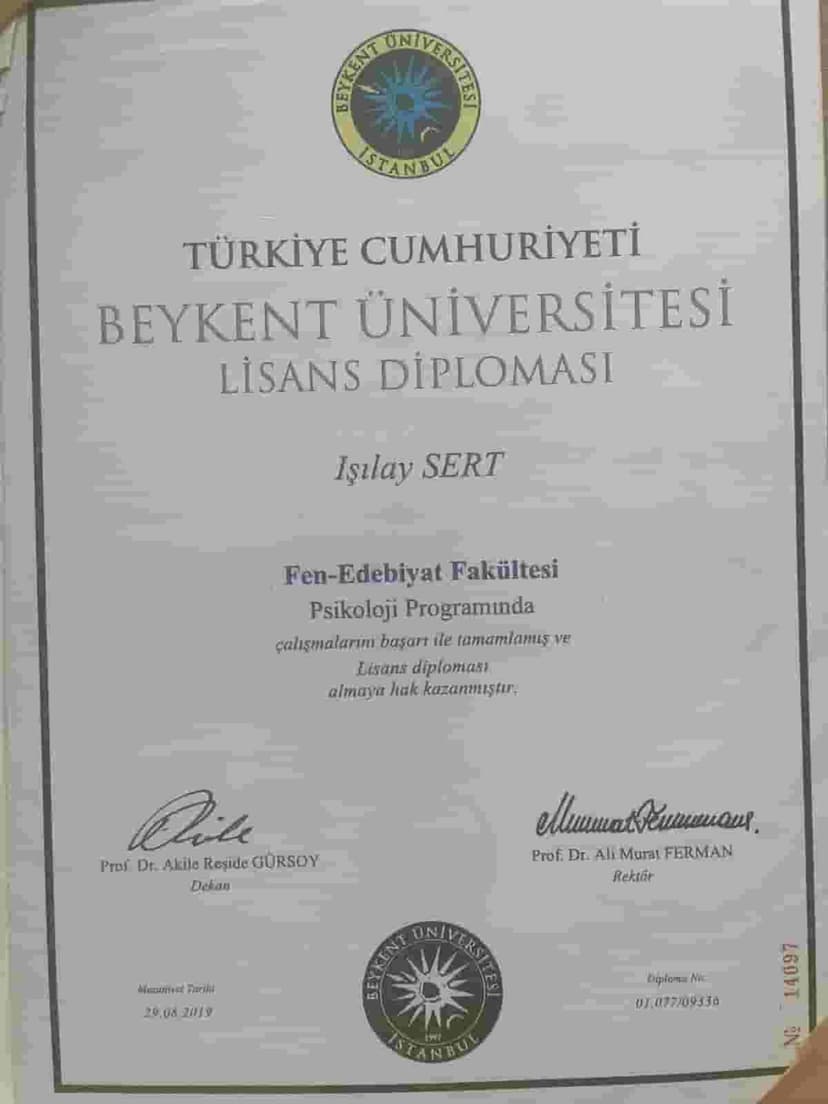 BEYKENT ÜNİVERSİTESİ
İSTANBUL
TÜRKİYE CUMHURİYETİ
BEYKENT ÜNİVERSİTESİ
LİSANS DİPLOMASI
Işılay SERT
Fen-Edebiyat Fakültesi
Psikoloji Programında
çalışmalarını başarı ile tamamlamış ve
Lisans diploması
almaya hak kazanmıştır.
Prof. Dr. Akile Reşide GÜRSOY
Dekan
Prof. Dr. Ali Murat FERMAN
Rektör
BEYKENT ÜNİVERSİTESİ
1997
İSTANBUL
Mezuniyet Tarihi
29.08.2019
Diploma No:
01.077/09336
№ 14097